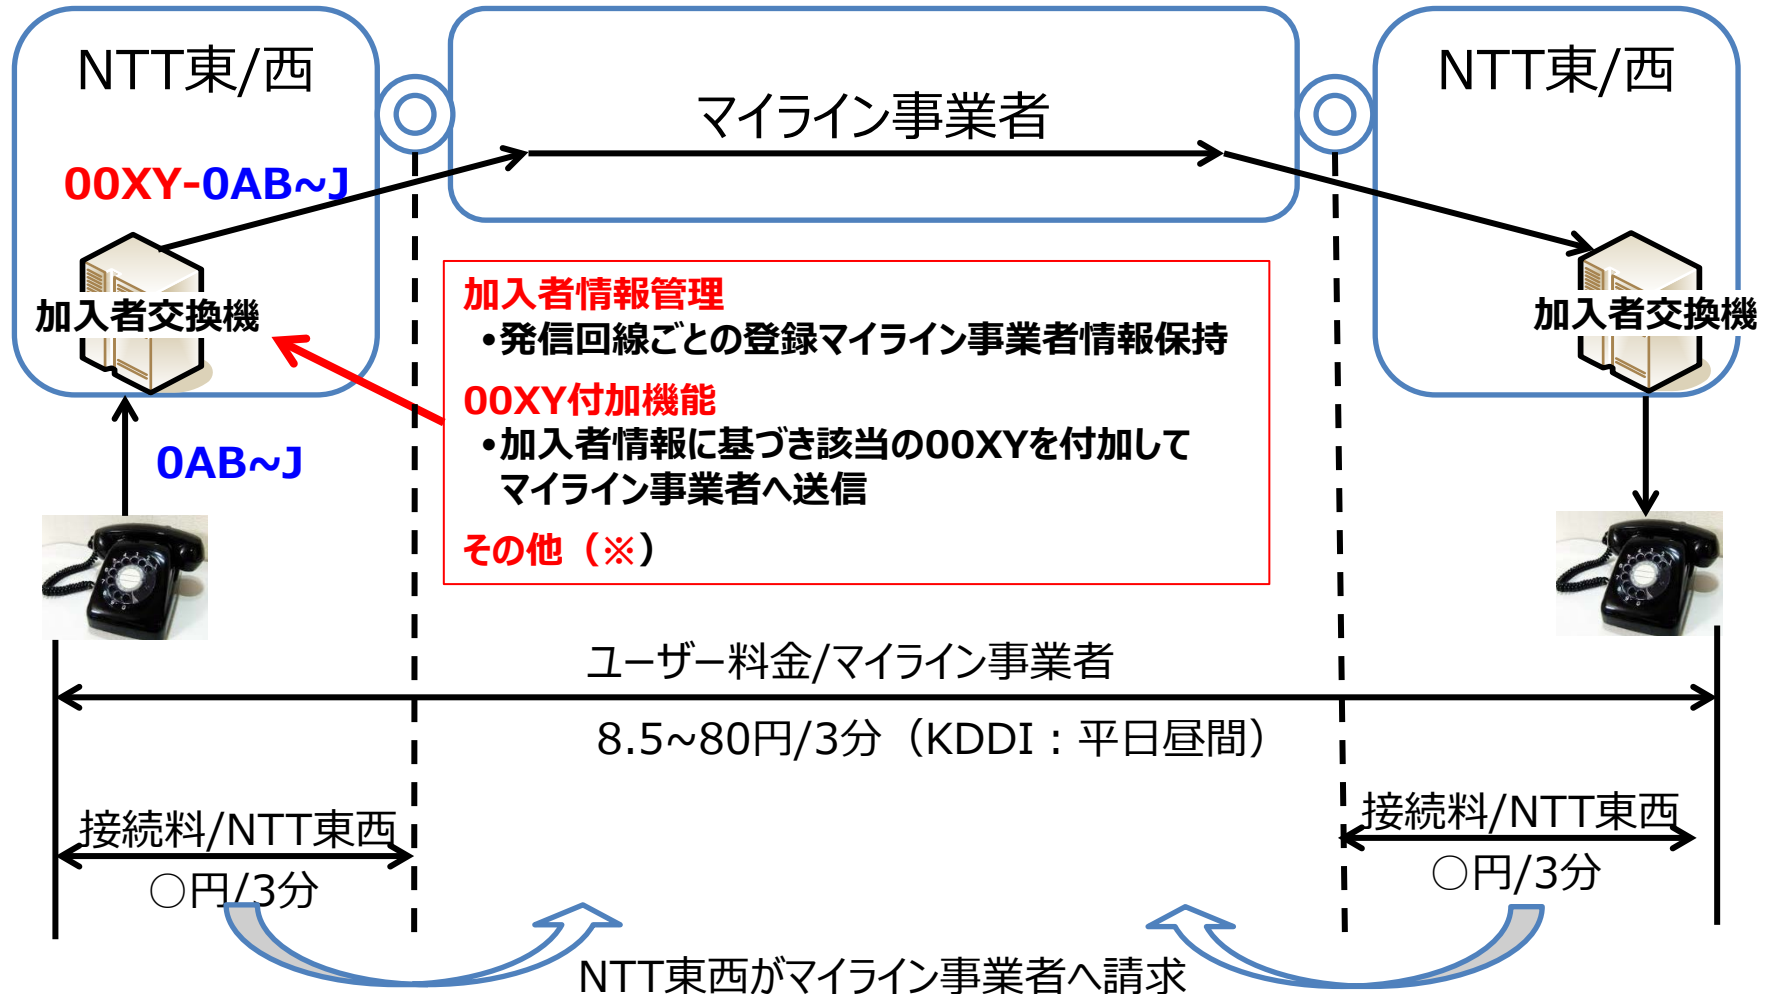 NTT東/西
マイライン事業者
NTT東/西
00XY-0AB~J
加入者交換機
加入者交換機
加入者情報管理
•発信回線ごとの登録マイライン事業者情報保持
00XY付加機能
•加入者情報に基づき該当の00XYを付加して
マイライン事業者へ送信
その他（※）
0AB~J
ユーザー料金/マイライン事業者
8.5~80円/3分（KDDI：平日昼間）
接続料/NTT東西
○円/3分
接続料/NTT東西
○円/3分
NTT東西がマイライン事業者へ請求